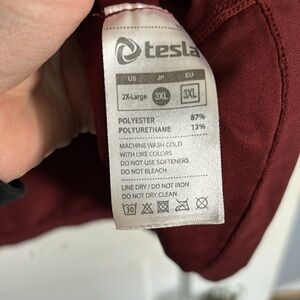 tesla
US JP EU
2X-Large 3XL 3XL
POLYESTER 87%
POLYURETHANE 13%
MACHINE WASH COLD
WITH LIKE COLORS
DO NOT USE SOFTENERS
DO NOT BLEACH
LINE DRY / DO NOT IRON
DO NOT DRY CLEAN
30